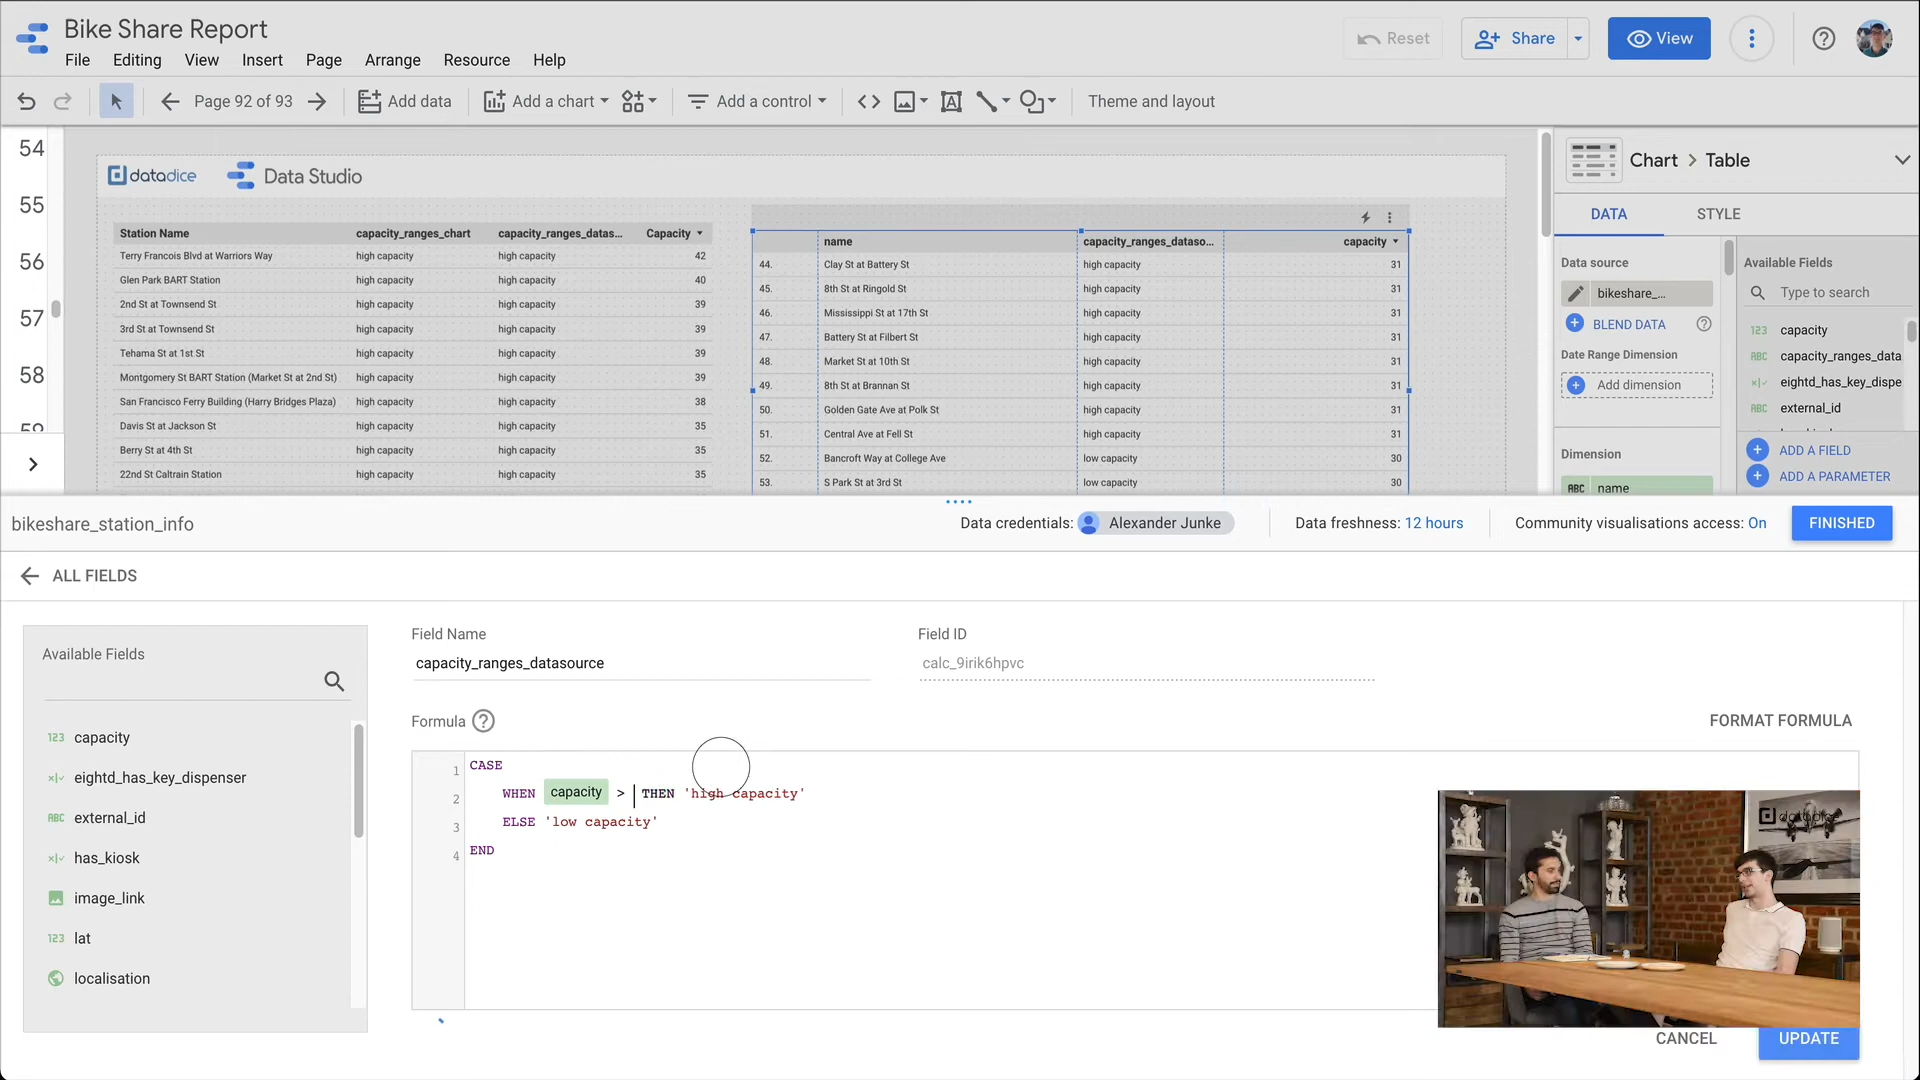 Bike Share Report
File Editing View Insert Page Arrange Resource Help
Reset
Share
View
Page 92 of 93
Add data
Add a chart
Add a control
Theme and layout
54
55
56
57
58
datadice
Data Studio
Station Name capacity_ranges_chart capacity_ranges_datas... Capacity
Terry Francois Blvd at Warriors Way high capacity high capacity 42
Glen Park BART Station high capacity high capacity 40
2nd St at Townsend St high capacity high capacity 39
3rd St at Townsend St high capacity high capacity 39
Tehama St at 1st St high capacity high capacity 39
Montgomery St BART Station (Market St at 2nd St) high capacity high capacity 39
San Francisco Ferry Building (Harry Bridges Plaza) high capacity high capacity 38
Davis St at Jackson St high capacity high capacity 35
Berry St at 4th St high capacity high capacity 35
22nd St Caltrain Station high capacity high capacity 35
name capacity_ranges_dataso... capacity
44. Clay St at Battery St high capacity 31
45. 8th St at Ringold St high capacity 31
46. Mississippi St at 17th St high capacity 31
47. Battery St at Filbert St high capacity 31
48. Market St at 10th St high capacity 31
49. 8th St at Brannan St high capacity 31
50. Golden Gate Ave at Polk St high capacity 31
51. Central Ave at Fell St high capacity 31
52. Bancroft Way at College Ave low capacity 30
53. S Park St at 3rd St low capacity 30
Chart > Table
DATA
STYLE
Data source
bikeshare_...
BLEND DATA
Date Range Dimension
Add dimension
Dimension
ABC name
Available Fields
Type to search
123 capacity
ABC capacity_ranges_data
eightd_has_key_dispe
ABC external_id
ADD A FIELD
ADD A PARAMETER
bikeshare_station_info
Data credentials: Alexander Junke
Data freshness: 12 hours
Community visualisations access: On
FINISHED
ALL FIELDS
Available Fields
123 capacity
eightd_has_key_dispenser
ABC external_id
has_kiosk
image_link
123 lat
localisation
Field Name
capacity_ranges_datasource
Field ID
calc_9irik6hpvc
Formula
FORMAT FORMULA
1 CASE
2 WHEN capacity > THEN 'high capacity'
3 ELSE 'low capacity'
4 END
datadice
CANCEL
UPDATE